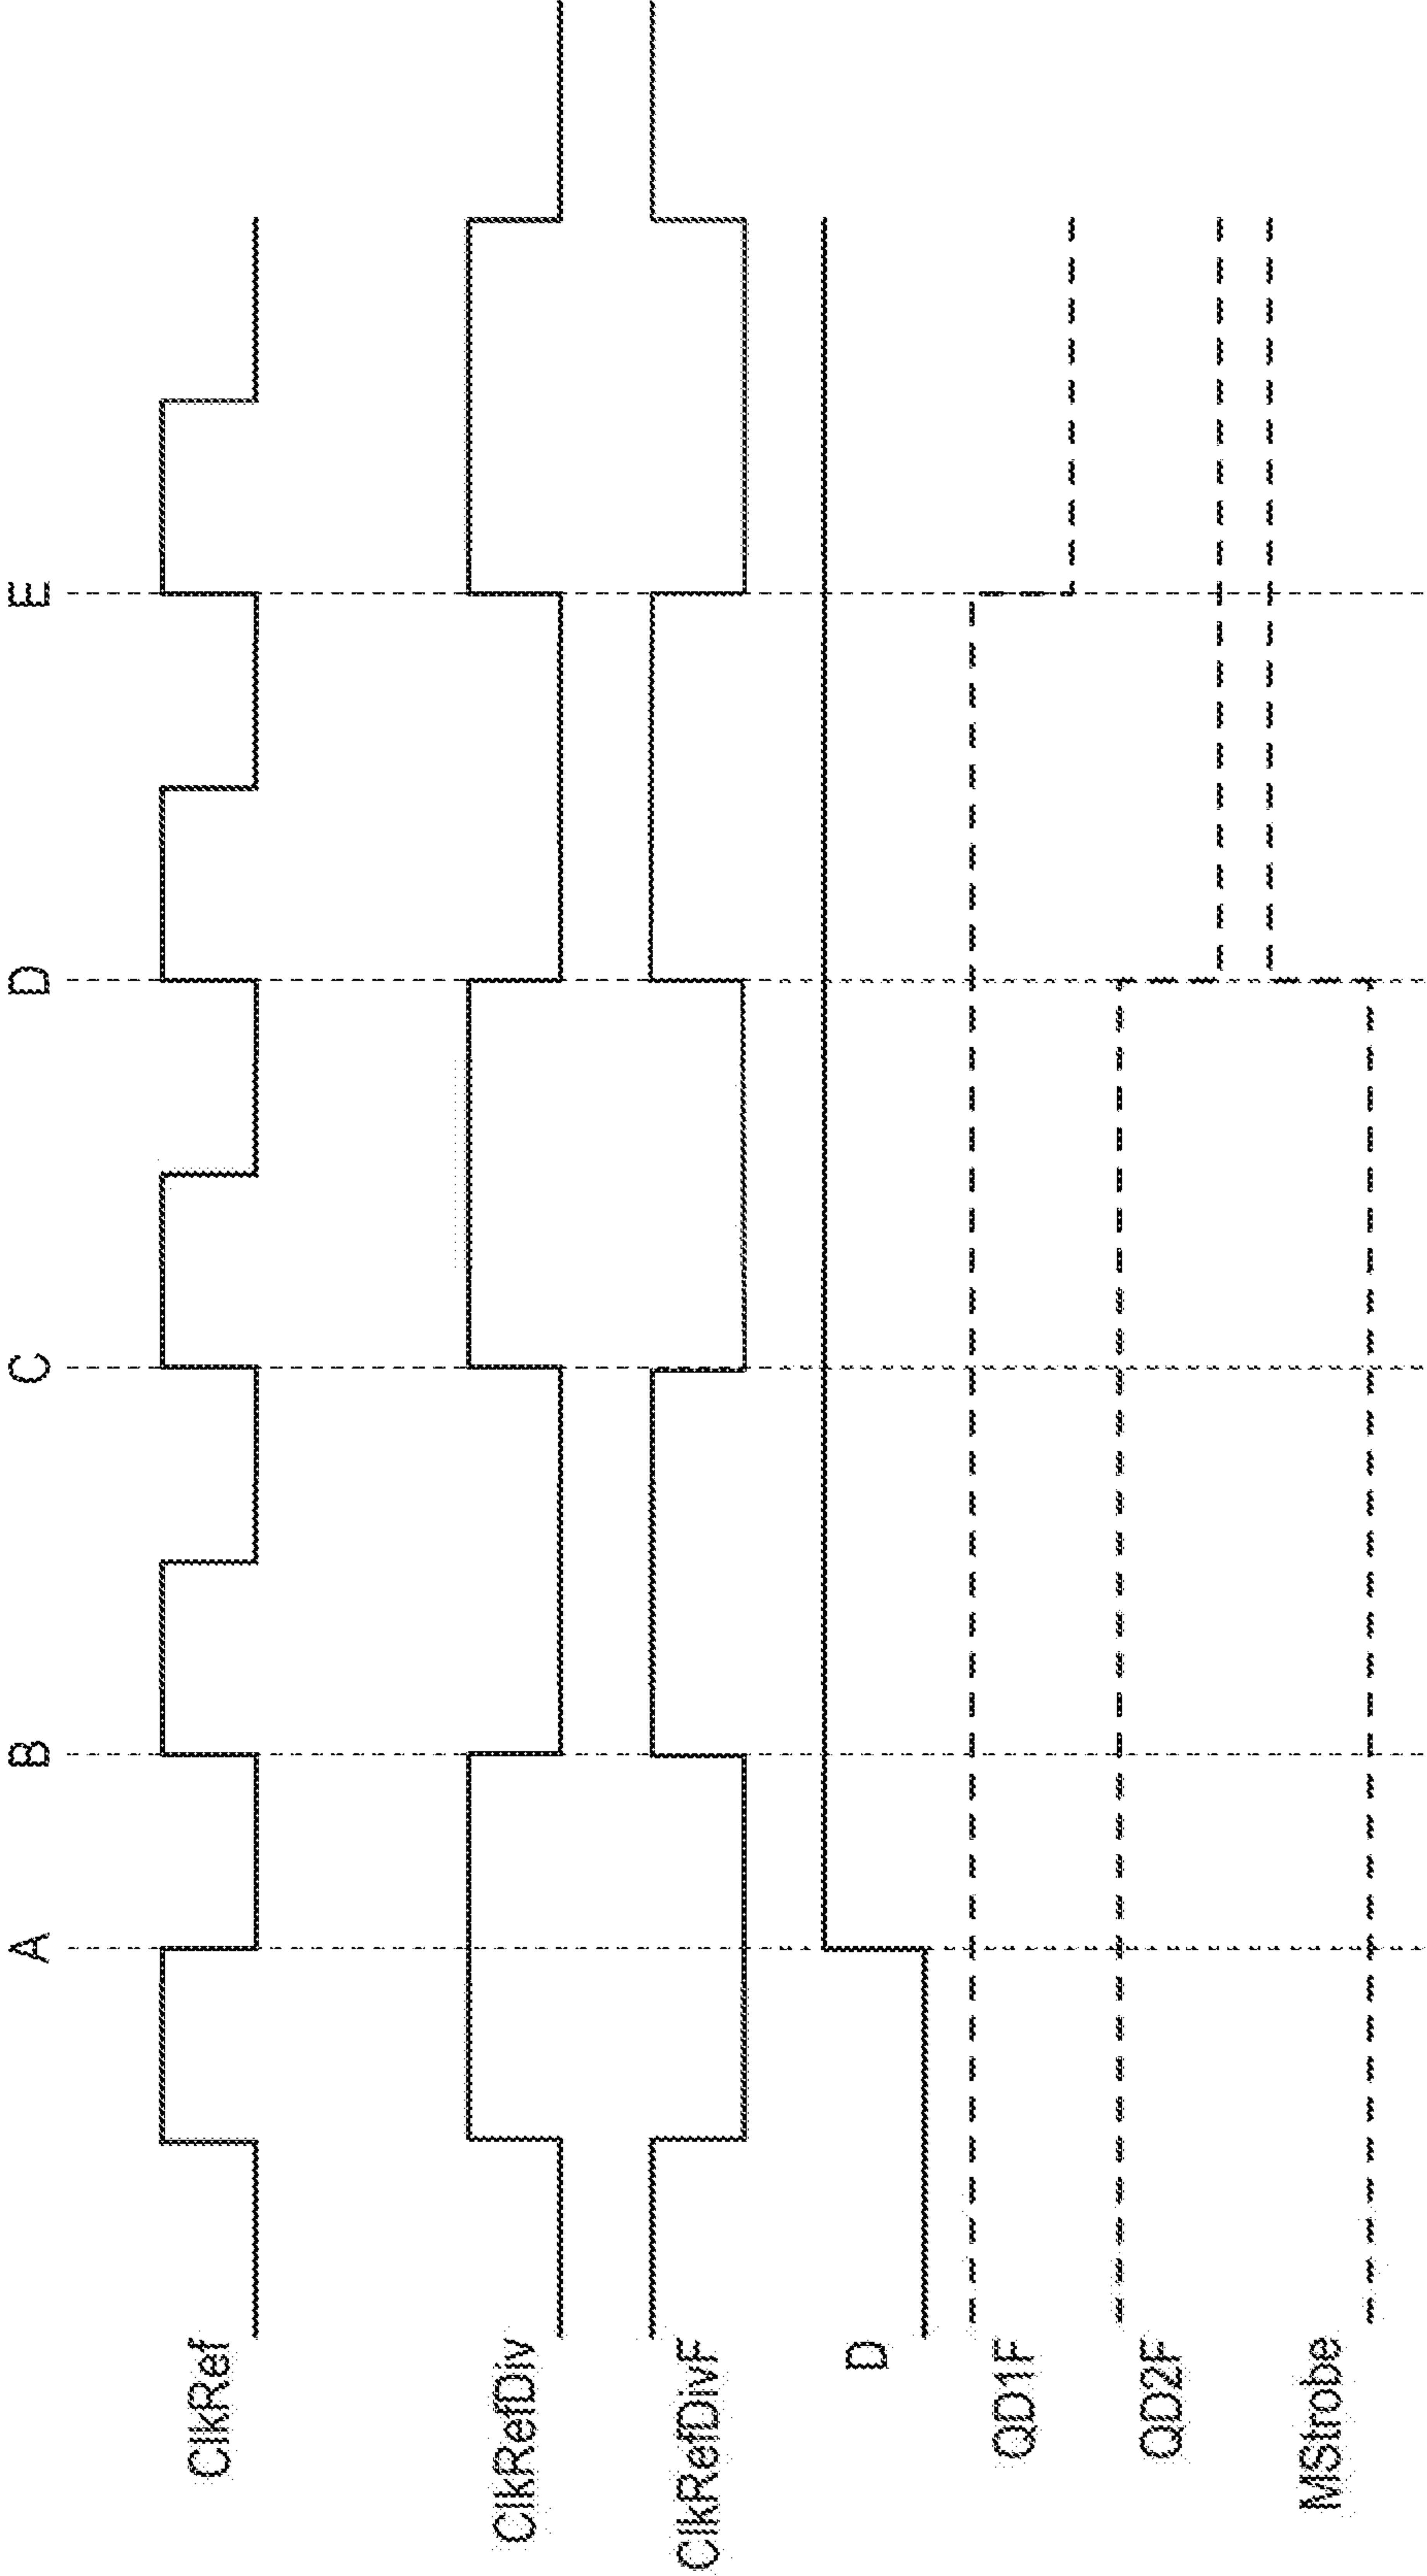 A
B
C
D
E
ClkRef
ClkRefDiv
ClkRefDivF
D
QD1F
QD2F
MStrobe